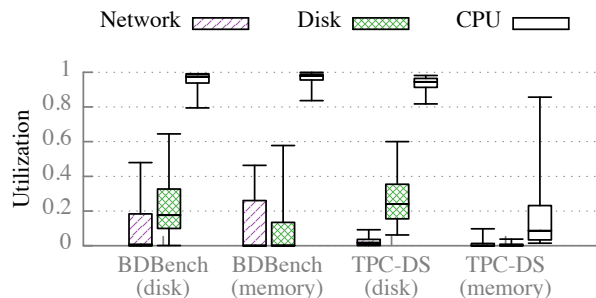 Network Disk CPU
1
0.8
0.6
0.4
0.2
0
Utilization
BDBench BDBench TPC-DS TPC-DS
(disk) (memory) (disk) (memory)